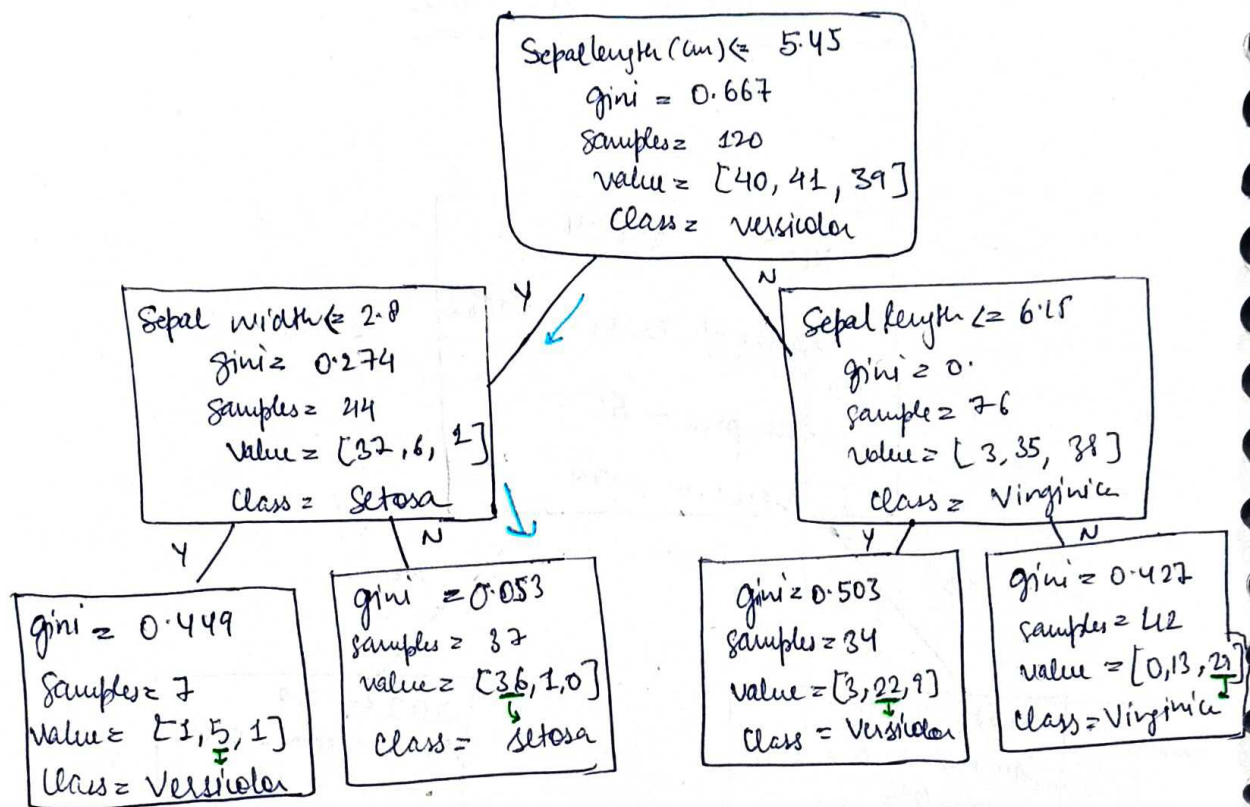 Sepal length (cm) <= 5.45
gini = 0.667
samples = 120
value = [40, 41, 39]
class = versicolor
Y
N
Sepal width <= 2.8
gini = 0.274
samples = 44
value = [37, 6, 1]
class = Setosa
Sepal length <= 6.15
gini = 0.
sample = 76
value = [3, 35, 38]
class = Virginica
Y
N
Y
N
gini = 0.449
samples = 7
value = [1, 5, 1]
class = Versicolor
gini = 0.053
samples = 37
value = [36, 1, 0]
class = setosa
gini = 0.503
samples = 34
value = [3, 22, 9]
class = Versicolor
gini = 0.427
samples = 42
value = [0, 13, 29]
class = Virginica